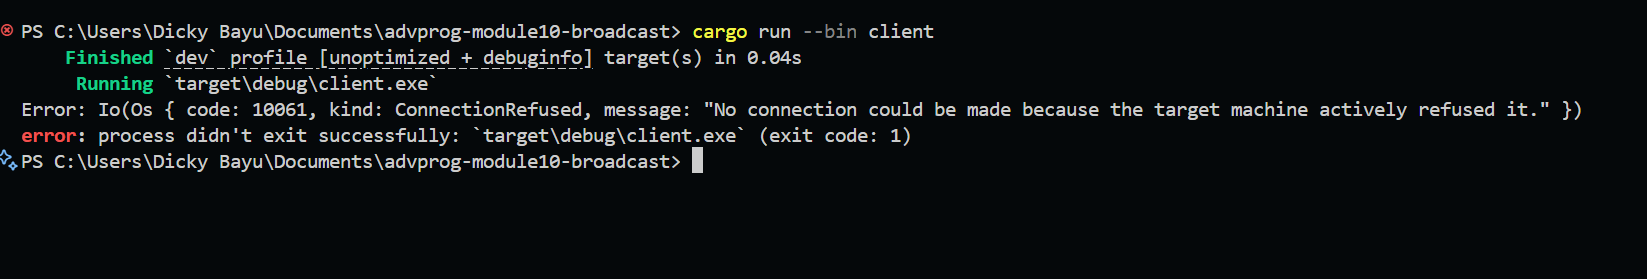 PS C:\Users\Dicky Bayu\Documents\advprog-module10-broadcast> cargo run --bin client
Finished `dev` profile [unoptimized + debuginfo] target(s) in 0.04s
Running `target\debug\client.exe`
Error: Io(Os { code: 10061, kind: ConnectionRefused, message: "No connection could be made because the target machine actively refused it." })
error: process didn't exit successfully: `target\debug\client.exe` (exit code: 1)
PS C:\Users\Dicky Bayu\Documents\advprog-module10-broadcast>